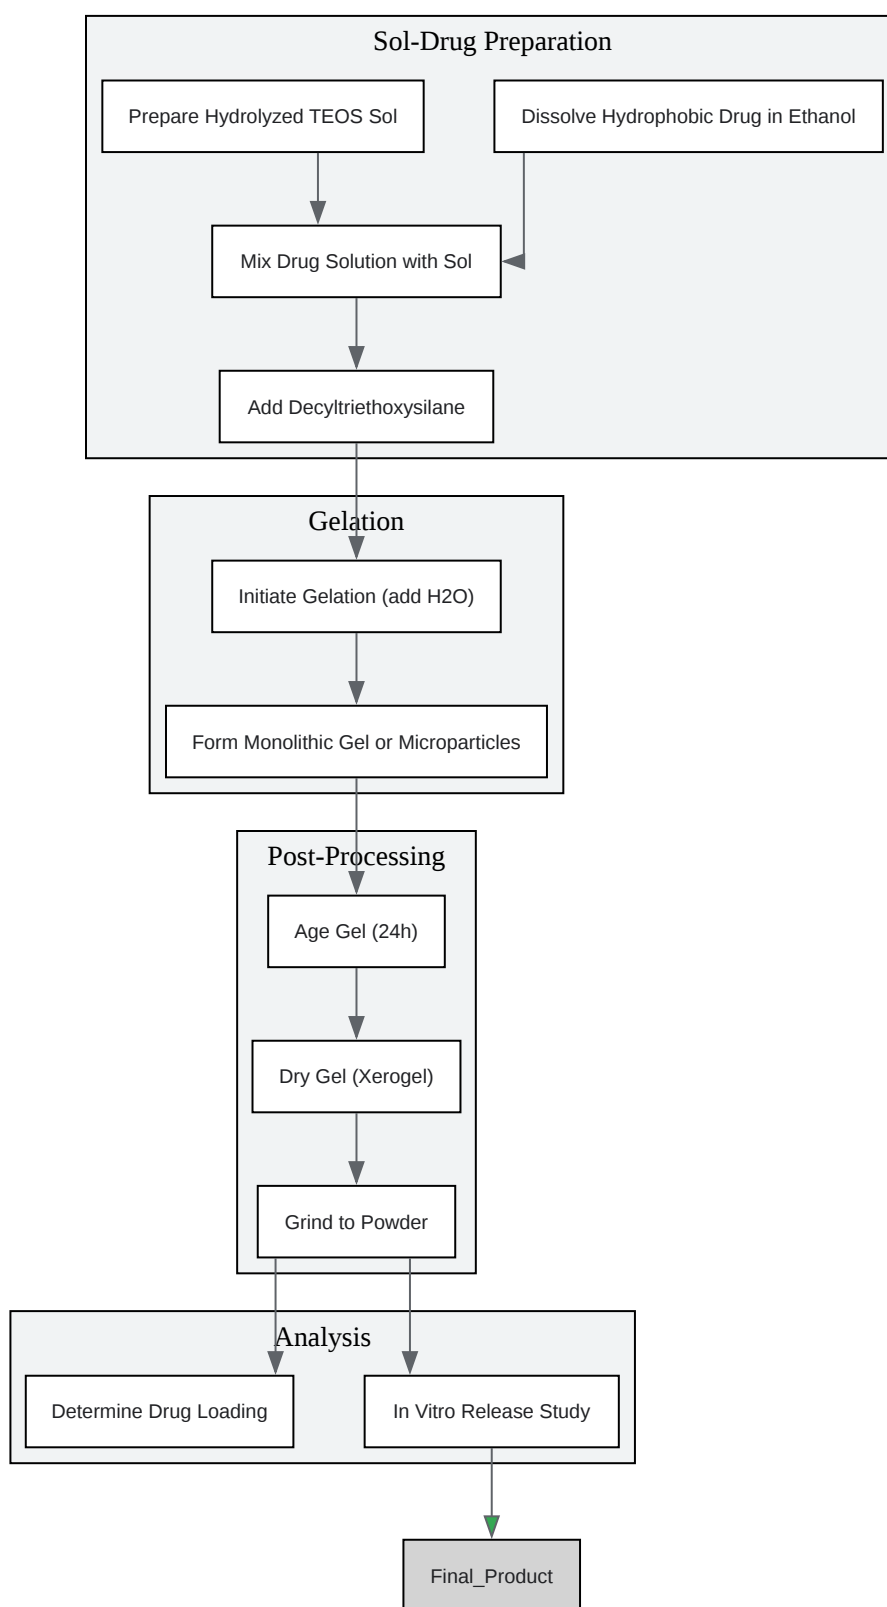 Sol-Drug Preparation
Prepare Hydrolyzed TEOS Sol
Dissolve Hydrophobic Drug in Ethanol
Mix Drug Solution with Sol
Add Decyltriethoxysilane
Gelation
Initiate Gelation (add H2O)
Form Monolithic Gel or Microparticles
Post-Processing
Age Gel (24h)
Dry Gel (Xerogel)
Grind to Powder
Analysis
Determine Drug Loading
In Vitro Release Study
Final_Product